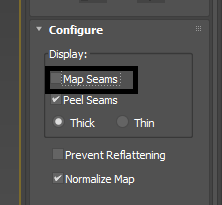 Configure
Display:
Map Seams
Peel Seams
Thick Thin
Prevent Reflattening
Normalize Map